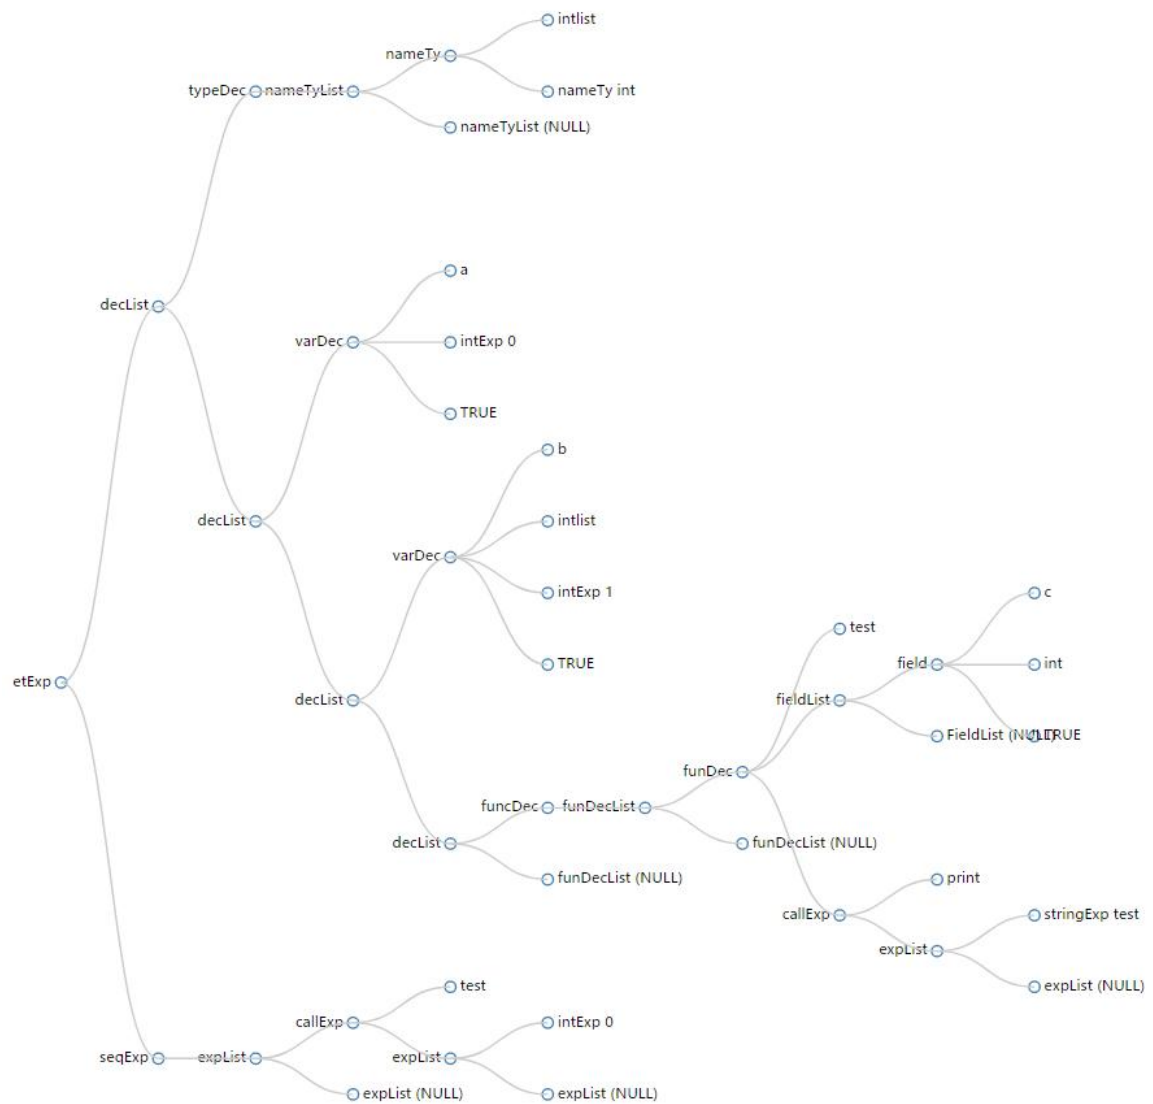 intlist
nameTy
typeDec nameTyList nameTy int
nameTyList (NULL)
a
decList
varDec intExp 0
TRUE
b
decList intlist
varDec
intExp 1
c
test
TRUE field int
etExp
decList fieldList
FieldList (NULL) TRUE
funDec
funcDec funDecList
decList funDecList (NULL)
funDecList (NULL) print
callExp stringExp test
expList
test expList (NULL)
callExp intExp 0
seqExp expList expList
expList (NULL) expList (NULL)